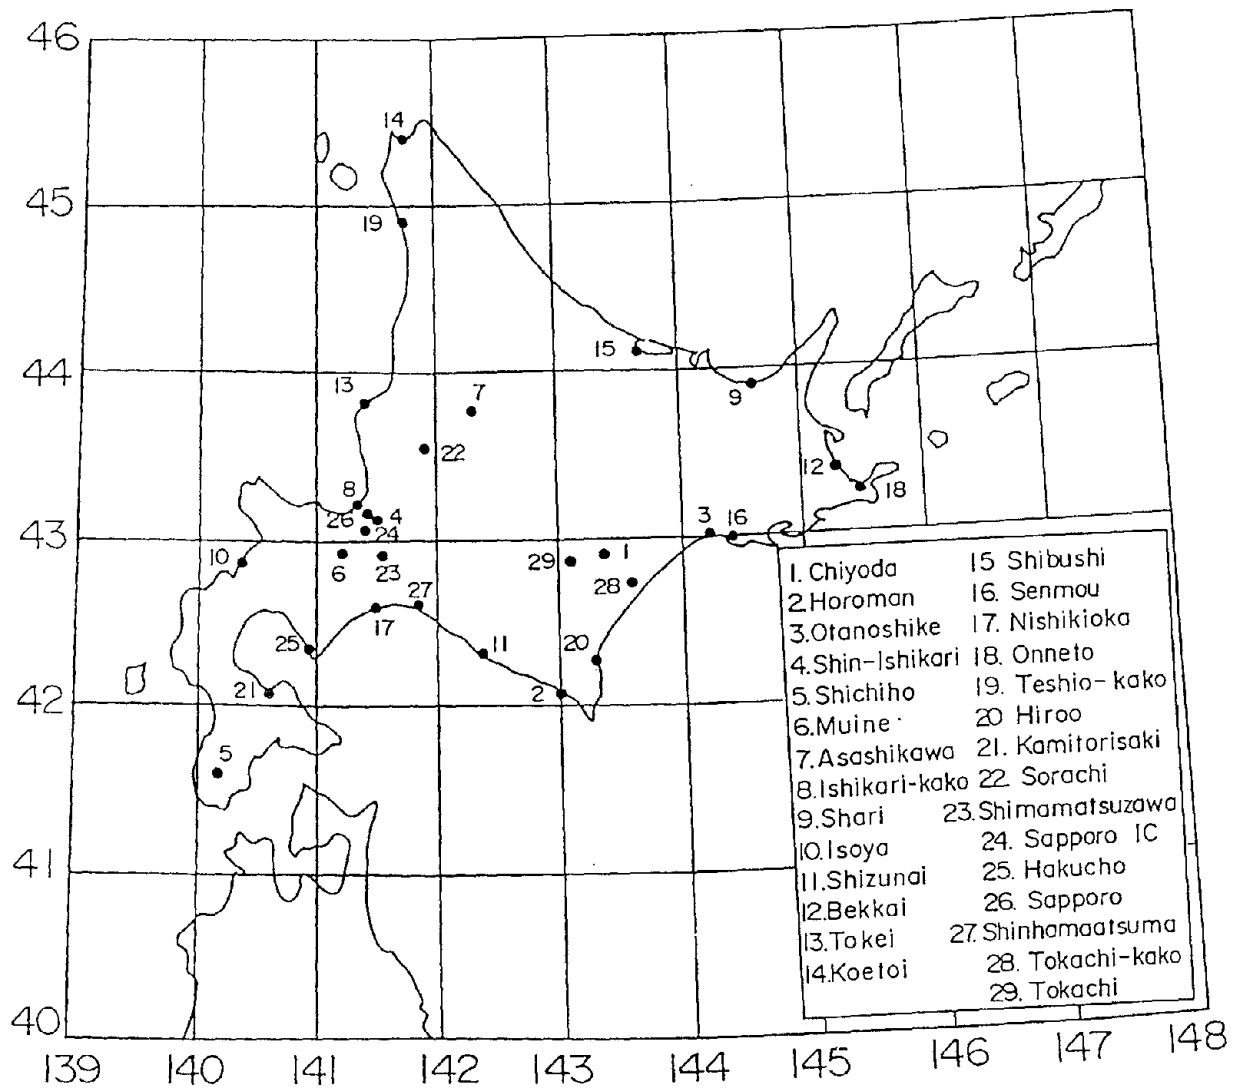 46
14
45
19
15
44
13
7
9
22
12
18
8
26
4
3
16
43
24
10
6
23
29
1
28
27
17
25
11
20
21
2
42
5
41
40
139 140 141 142 143 144 145 146 147 148
1. Chiyoda
2. Horoman
3. Otanoshike
4. Shin-Ishikari
5. Shichiho
6. Muine
7. Asashikawa
8. Ishikari-kako
9. Shari
10. Isoya
11. Shizunai
12. Bekkai
13. Tokei
14. Koetoi
15 Shibushi
16. Senmou
17. Nishikioka
18. Onneto
19. Teshio-kako
20 Hiroo
21. Kamitorisaki
22. Sorachi
23. Shimamatsuzawa
24. Sapporo IC
25. Hakucho
26. Sapporo
27. Shinhamaatsuma
28. Tokachi-kako
29. Tokachi